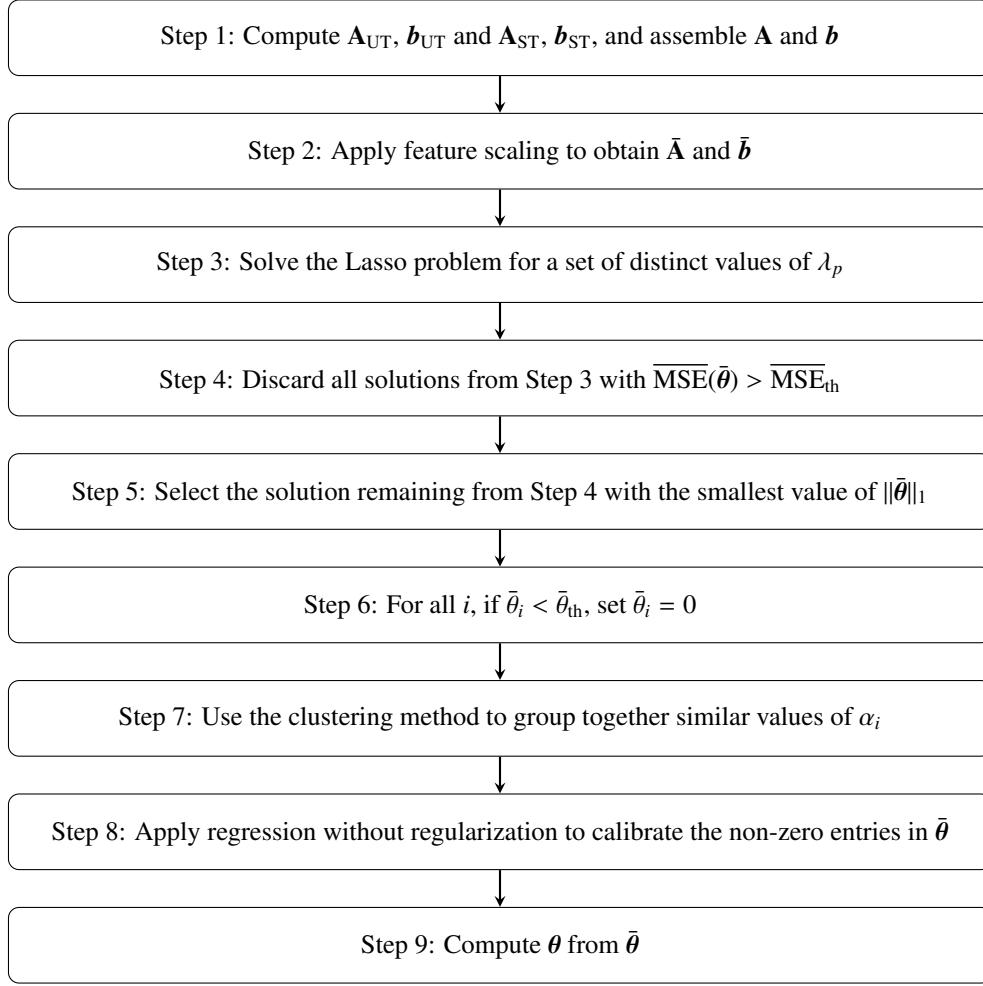 Step 1: Compute A_UT, b_UT and A_ST, b_ST, and assemble A and b
Step 2: Apply feature scaling to obtain Ā and b̄
Step 3: Solve the Lasso problem for a set of distinct values of λ_p
Step 4: Discard all solutions from Step 3 with M̅S̅E̅(θ̄) > M̅S̅E̅_th
Step 5: Select the solution remaining from Step 4 with the smallest value of ||θ̄||₁
Step 6: For all i, if θ̄_i < θ̄_th, set θ̄_i = 0
Step 7: Use the clustering method to group together similar values of α_i
Step 8: Apply regression without regularization to calibrate the non-zero entries in θ̄
Step 9: Compute θ from θ̄